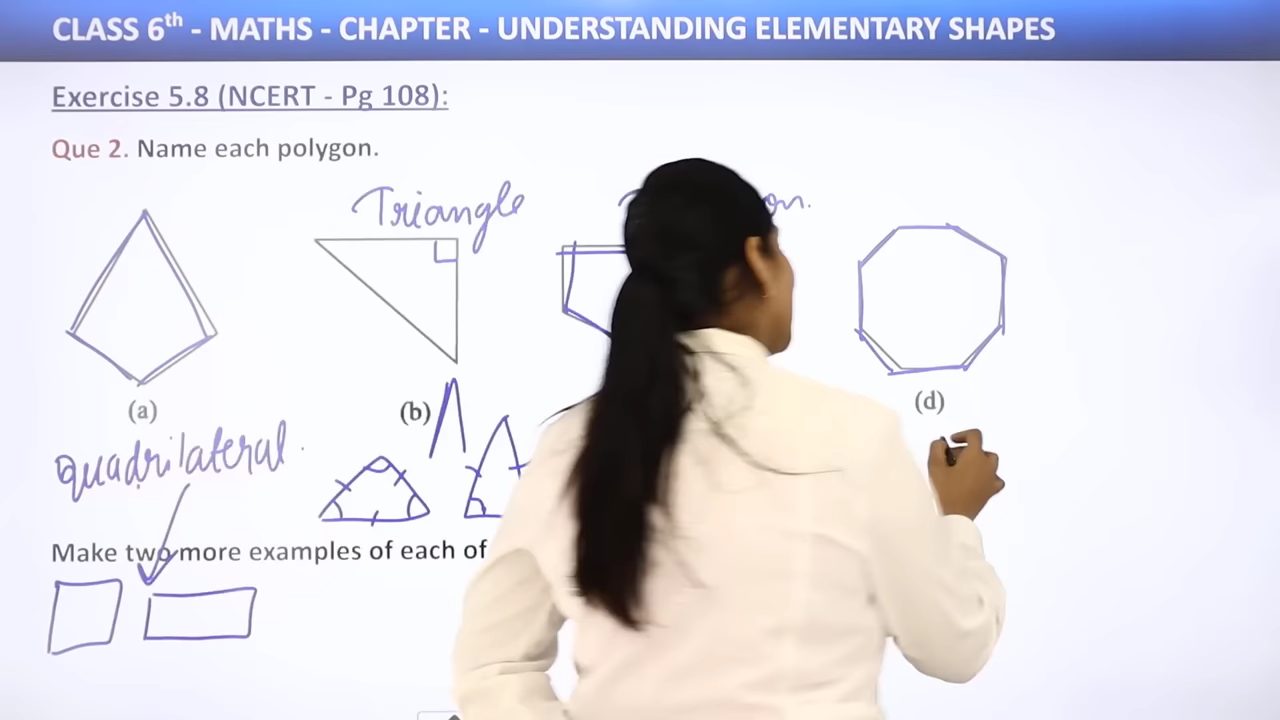 CLASS 6th - MATHS - CHAPTER - UNDERSTANDING ELEMENTARY SHAPES
Exercise 5.8 (NCERT - Pg 108):
Que 2. Name each polygon.
Triangle
(a)
(b)
(d)
quadrilateral.
Make two more examples of each of